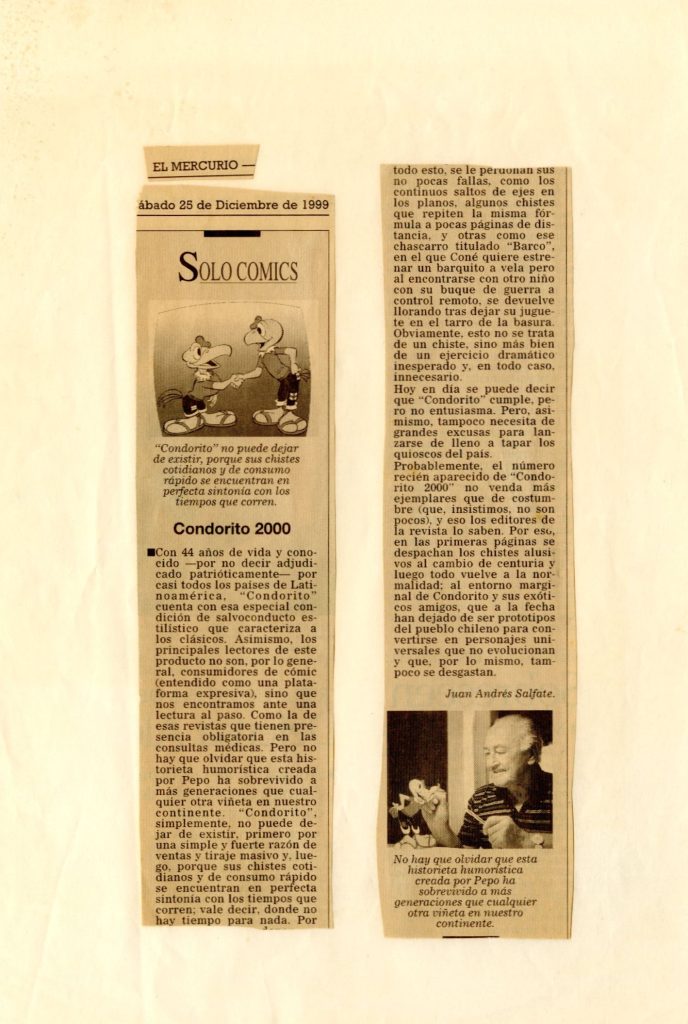 EL MERCURIO —
ábado 25 de Diciembre de 1999
SOLO COMICS
"Condorito" no puede dejar
de existir, porque sus chistes
cotidianos y de consumo
rápido se encuentran en
perfecta sintonía con los
tiempos que corren.
Condorito 2000
■Con 44 años de vida y cono-
cido —por no decir adjudi-
cado patrióticamente— por
casi todos los países de Lati-
noamérica, "Condorito"
cuenta con esa especial con-
dición de salvoconducto es-
tilístico que caracteriza a
los clásicos. Asimismo, los
principales lectores de este
producto no son, por lo gene-
ral, consumidores de cómic
(entendido como una plata-
forma expresiva), sino que
nos encontramos ante una
lectura al paso. Como la de
esas revistas que tienen pre-
sencia obligatoria en las
consultas médicas. Pero no
hay que olvidar que esta his-
torieta humorística creada
por Pepo ha sobrevivido a
más generaciones que cual-
quier otra viñeta en nuestro
continente. "Condorito",
simplemente, no puede de-
jar de existir, primero por
una simple y fuerte razón de
ventas y tiraje masivo y, lue-
go, porque sus chistes coti-
dianos y de consumo rápido
se encuentran en perfecta
sintonía con los tiempos que
corren; vale decir, donde no
hay tiempo para nada. Por
todo esto, se le perdonan sus
no pocas fallas, como los
continuos saltos de ejes en
los planos, algunos chistes
que repiten la misma fór-
mula a pocas páginas de dis-
tancia, y otras como ese
chascarro titulado "Barco",
en el que Coné quiere estre-
nar un barquito a vela pero
al encontrarse con otro niño
con su buque de guerra a
control remoto, se devuelve
llorando tras dejar su jugue-
te en el tarro de la basura.
Obviamente, esto no se trata
de un chiste, sino más bien
de un ejercicio dramático
inesperado y, en todo caso,
innecesario.
Hoy en día se puede decir
que "Condorito" cumple, pe-
ro no entusiasma. Pero, asi-
mismo, tampoco necesita de
grandes excusas para lan-
zarse de lleno a tapar los
quioscos del país.
Probablemente, el número
recién aparecido de "Condo-
rito 2000" no venda más
ejemplares que de costum-
bre (que, insistimos, no son
pocos), y eso los editores de
la revista lo saben. Por eso,
en las primeras páginas se
despachan los chistes alusi-
vos al cambio de centuria y
luego todo vuelve a la nor-
malidad; al entorno margi-
nal de Condorito y sus exóti-
cos amigos, que a la fecha
han dejado de ser prototipos
del pueblo chileno para con-
vertirse en personajes uni-
versales que no evolucionan
y que, por lo mismo, tam-
poco se desgastan.
Juan Andrés Salfate.
No hay que olvidar que esta
historieta humorística
creada por Pepo ha
sobrevivido a más
generaciones que cualquier
otra viñeta en nuestro
continente.